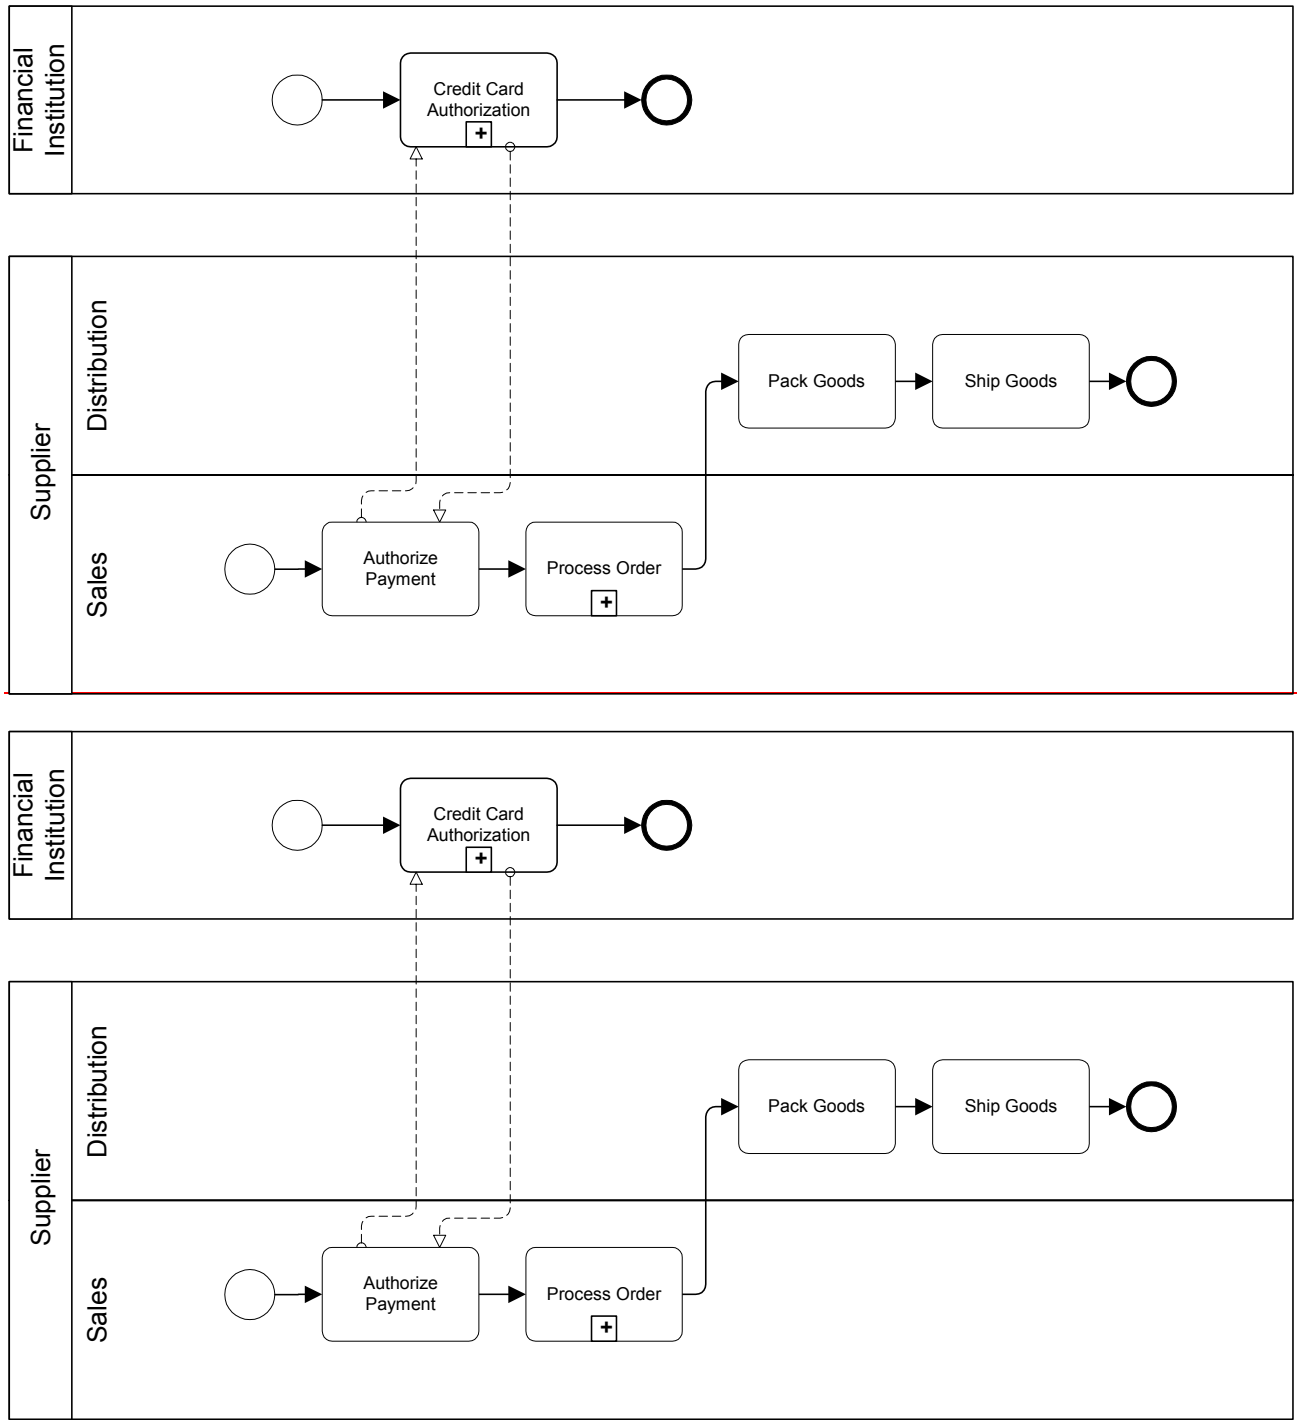 Financial
Institution
Credit Card
Authorization
+
Supplier
Distribution
Pack Goods
Ship Goods
Sales
Authorize
Payment
Process Order
+
Financial
Institution
Credit Card
Authorization
+
Supplier
Distribution
Pack Goods
Ship Goods
Sales
Authorize
Payment
Process Order
+